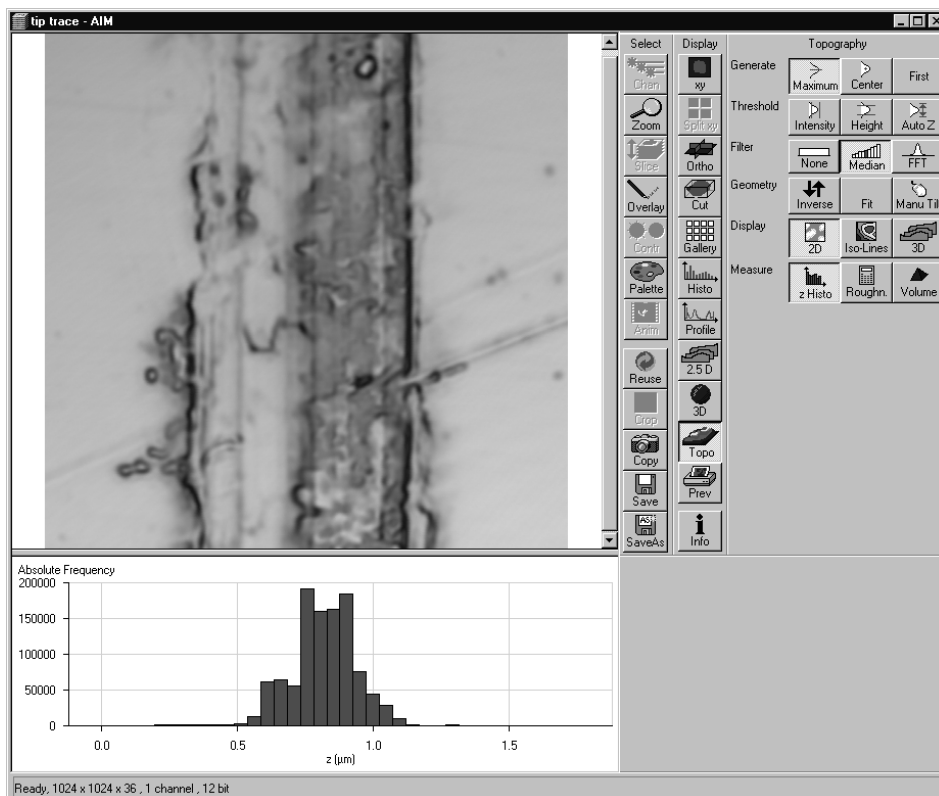 tip trace - AIM
Select
Chan
Zoom
Slice
Overlay
Contr
Palette
Anim
Reuse
Crop
Copy
Save
SaveAs
Display
xy
Split xy
Ortho
Cut
Gallery
Histo
Profile
2.5 D
3D
Topo
Prev
Info
Topography
Generate Maximum Center First
Threshold Intensity Height Auto Z
Filter None Median FFT
Geometry Inverse Fit Manu Tilt
Display 2D Iso-Lines 3D
Measure z Histo Roughn. Volume
Absolute Frequency
200000
150000
100000
50000
0
0.0 0.5 1.0 1.5
z (µm)
Ready, 1024 x 1024 x 36 , 1 channel , 12 bit